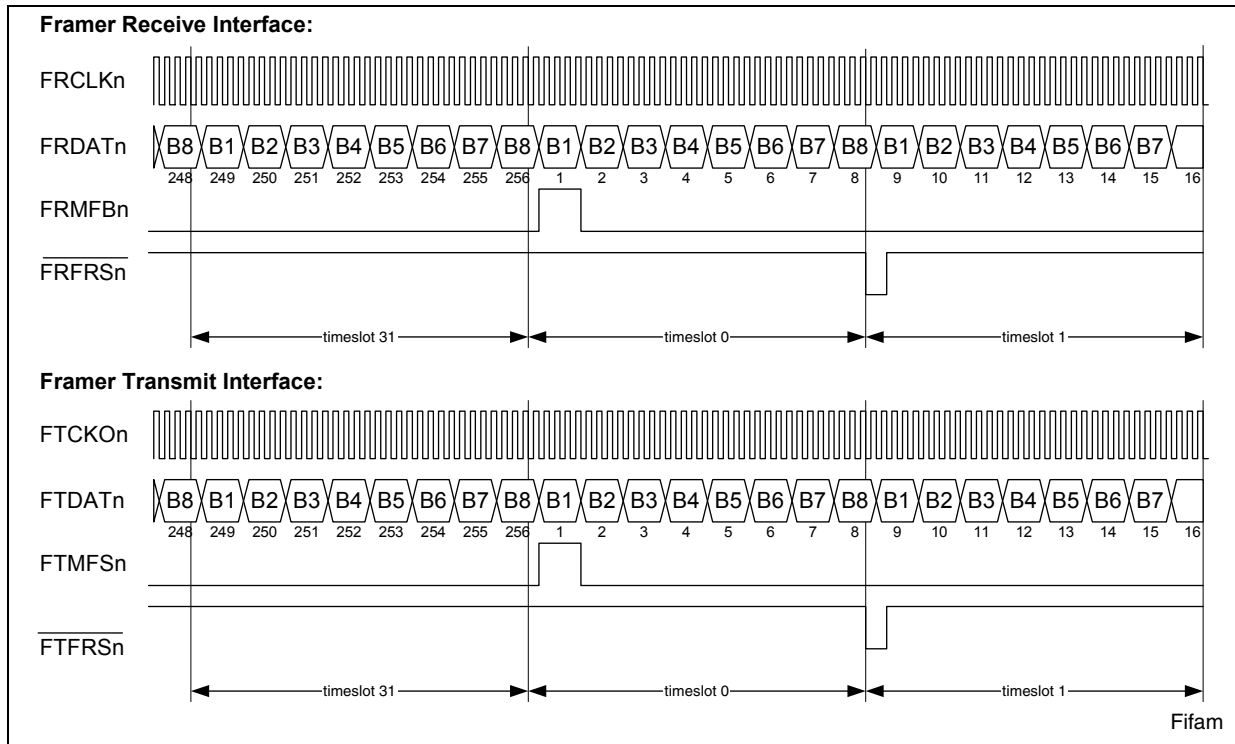 Framer Receive Interface:
FRCLKn
FRDATn B8 B1 B2 B3 B4 B5 B6 B7 B8 B1 B2 B3 B4 B5 B6 B7 B8 B1 B2 B3 B4 B5 B6 B7
248 249 250 251 252 253 254 255 256 1 2 3 4 5 6 7 8 9 10 11 12 13 14 15 16
FRMFBn
FRFRSn
timeslot 31 timeslot 0 timeslot 1
Framer Transmit Interface:
FTCKOn
FTDATn B8 B1 B2 B3 B4 B5 B6 B7 B8 B1 B2 B3 B4 B5 B6 B7 B8 B1 B2 B3 B4 B5 B6 B7
248 249 250 251 252 253 254 255 256 1 2 3 4 5 6 7 8 9 10 11 12 13 14 15 16
FTMFSn
FTFRSn
timeslot 31 timeslot 0 timeslot 1
Fifam